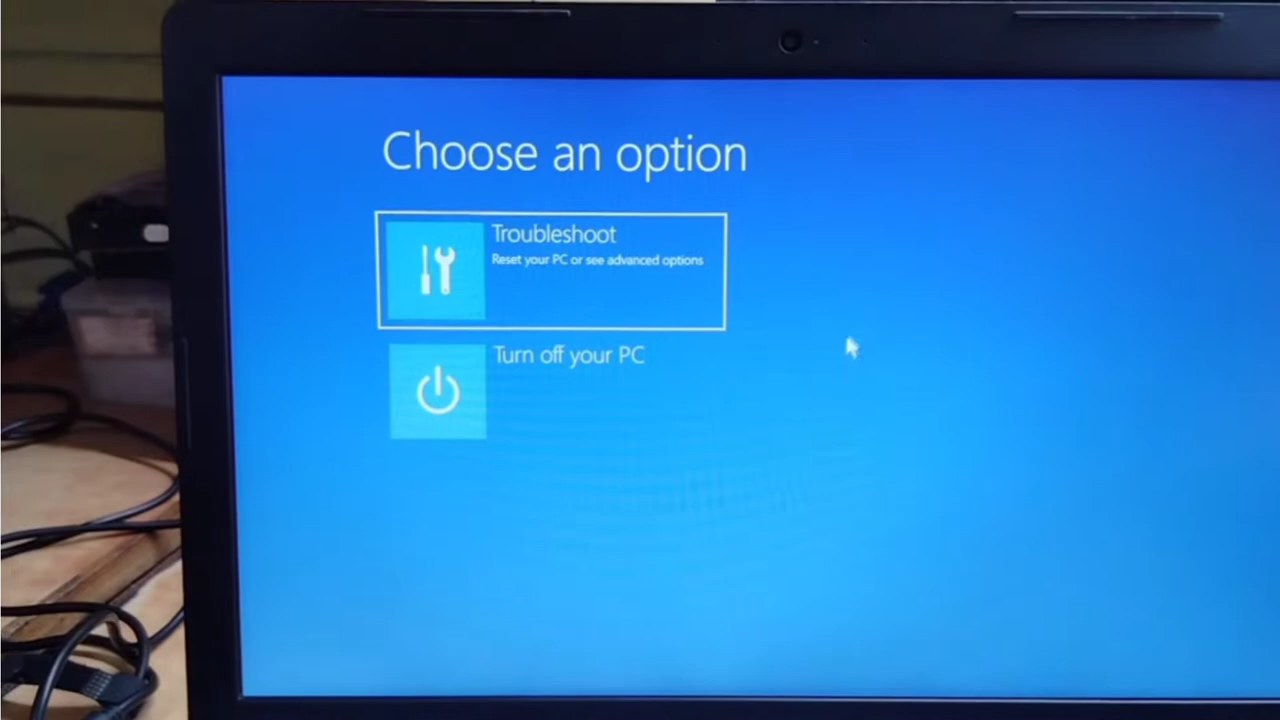 Choose an option
Troubleshoot
Reset your PC or see advanced options
Turn off your PC